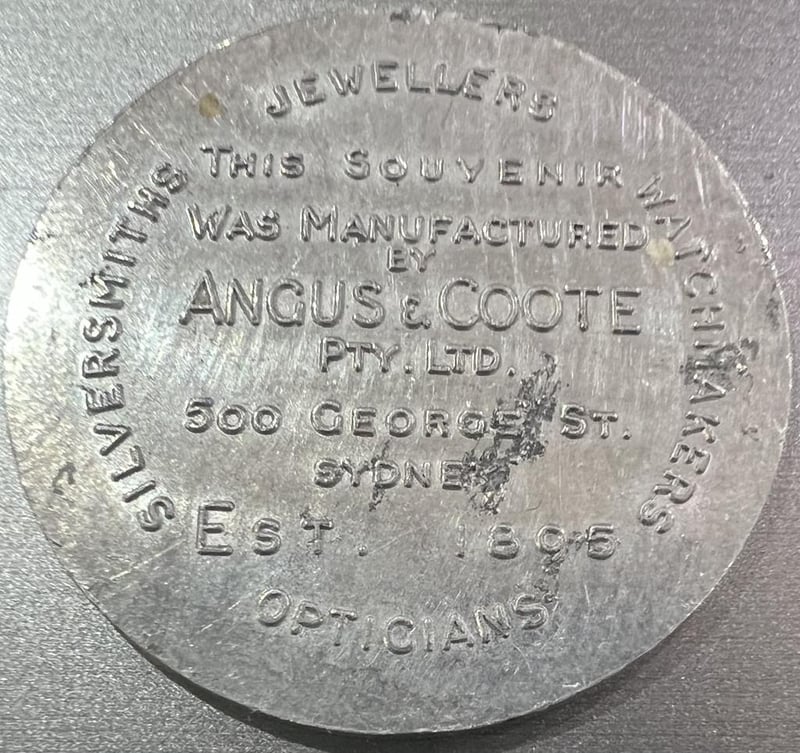 JEWELLERS
SILVERSMITHS
WATCHMAKERS
THIS SOUVENIR
WAS MANUFACTURED
BY
ANGUS & COOTE
PTY. LTD.
500 GEORGE ST.
SYDNEY
EST. 1895
OPTICIANS